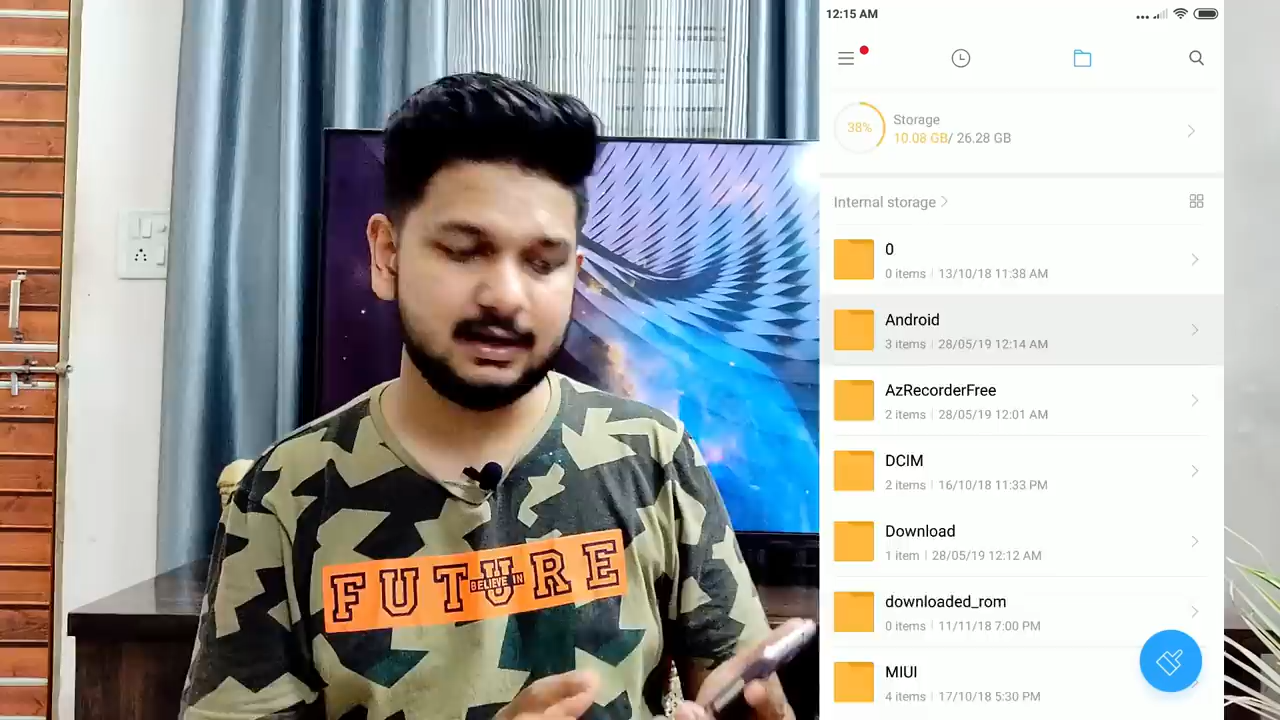 12:15 AM
38%
Storage
10.08 GB/ 26.28 GB
Internal storage
0
0 items | 13/10/18 11:38 AM
Android
3 items | 28/05/19 12:14 AM
AzRecorderFree
2 items | 28/05/19 12:01 AM
DCIM
2 items | 16/10/18 11:33 PM
Download
1 item | 28/05/19 12:12 AM
downloaded_rom
0 items | 11/11/18 7:00 PM
MIUI
4 items | 17/10/18 5:30 PM
FUTURE
BELIEVE IN